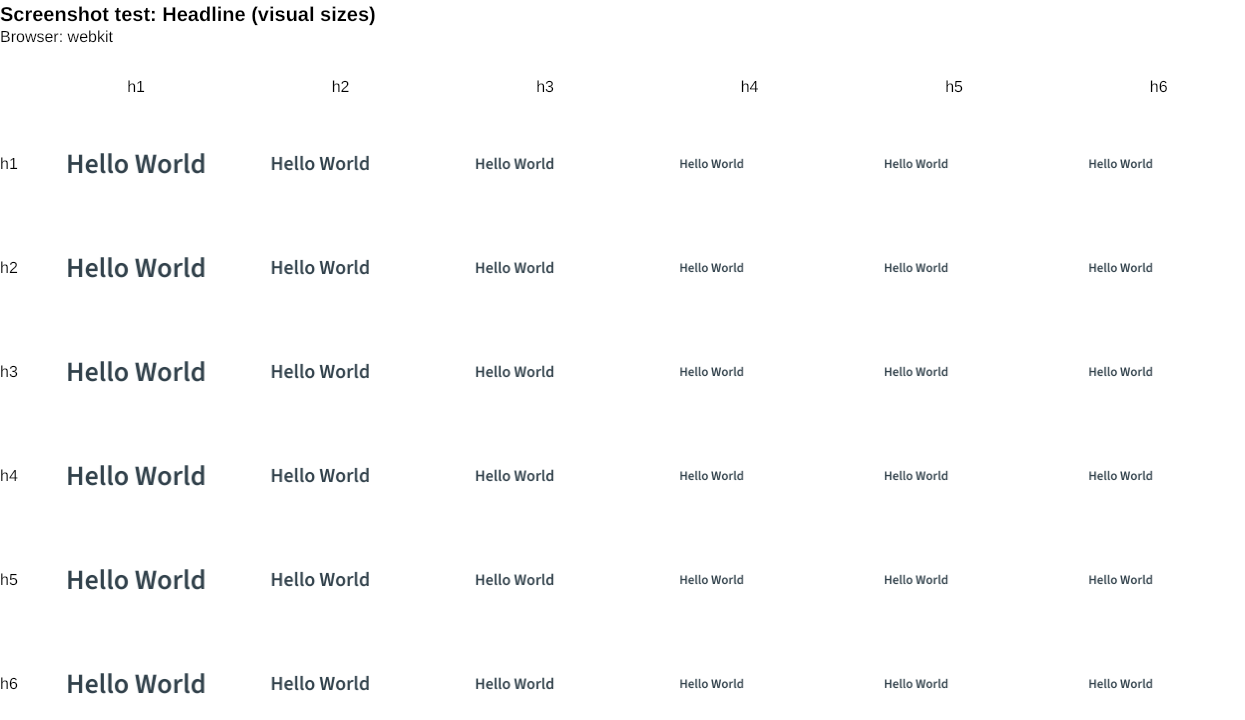 Screenshot test: Headline (visual sizes)
Browser: webkit
h1 h2 h3 h4 h5 h6
h1 Hello World Hello World Hello World Hello World Hello World Hello World
h2 Hello World Hello World Hello World Hello World Hello World Hello World
h3 Hello World Hello World Hello World Hello World Hello World Hello World
h4 Hello World Hello World Hello World Hello World Hello World Hello World
h5 Hello World Hello World Hello World Hello World Hello World Hello World
h6 Hello World Hello World Hello World Hello World Hello World Hello World